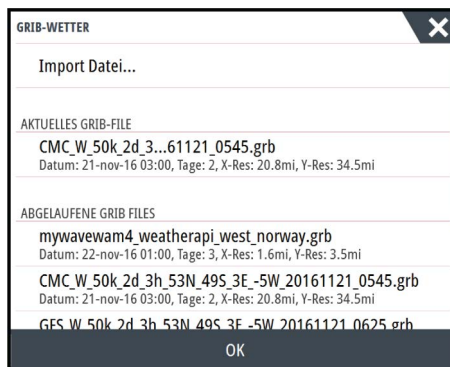 GRIB-WETTER
Import Datei...
AKTUELLES GRIB-FILE
CMC_W_50k_2d_3...61121_0545.grb
Datum: 21-nov-16 03:00, Tage: 2, X-Res: 20.8mi, Y-Res: 34.5mi
ABGELAUFENE GRIB FILES
mywavewam4_weatherapi_west_norway.grb
Datum: 22-nov-16 01:00, Tage: 3, X-Res: 1.6mi, Y-Res: 3.5mi
CMC_W_50k_2d_3h_53N_49S_3E_-5W_20161121_0545.grb
Datum: 21-nov-16 03:00, Tage: 2, X-Res: 20.8mi, Y-Res: 34.5mi
GFS_W_50k_2d_3h_53N_49S_3E_-5W_20161121_0625.grb
OK